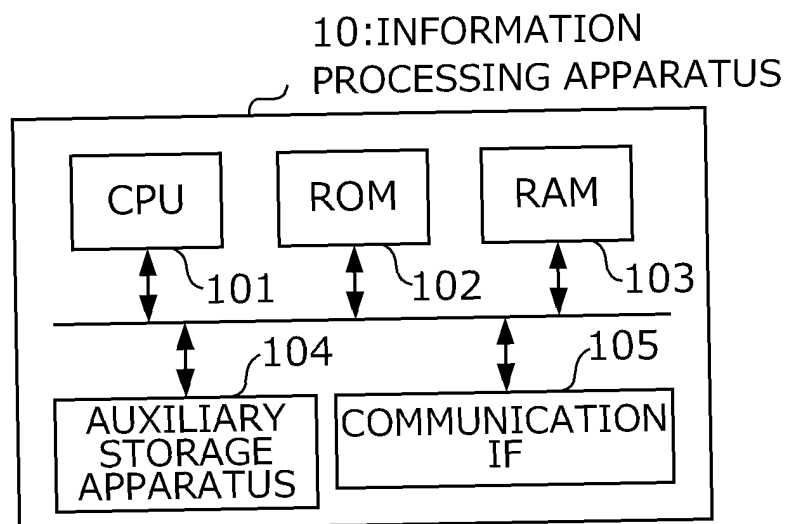 10:INFORMATION
PROCESSING APPARATUS
CPU
ROM
RAM
101
102
103
104
105
AUXILIARY
STORAGE
APPARATUS
COMMUNICATION
IF